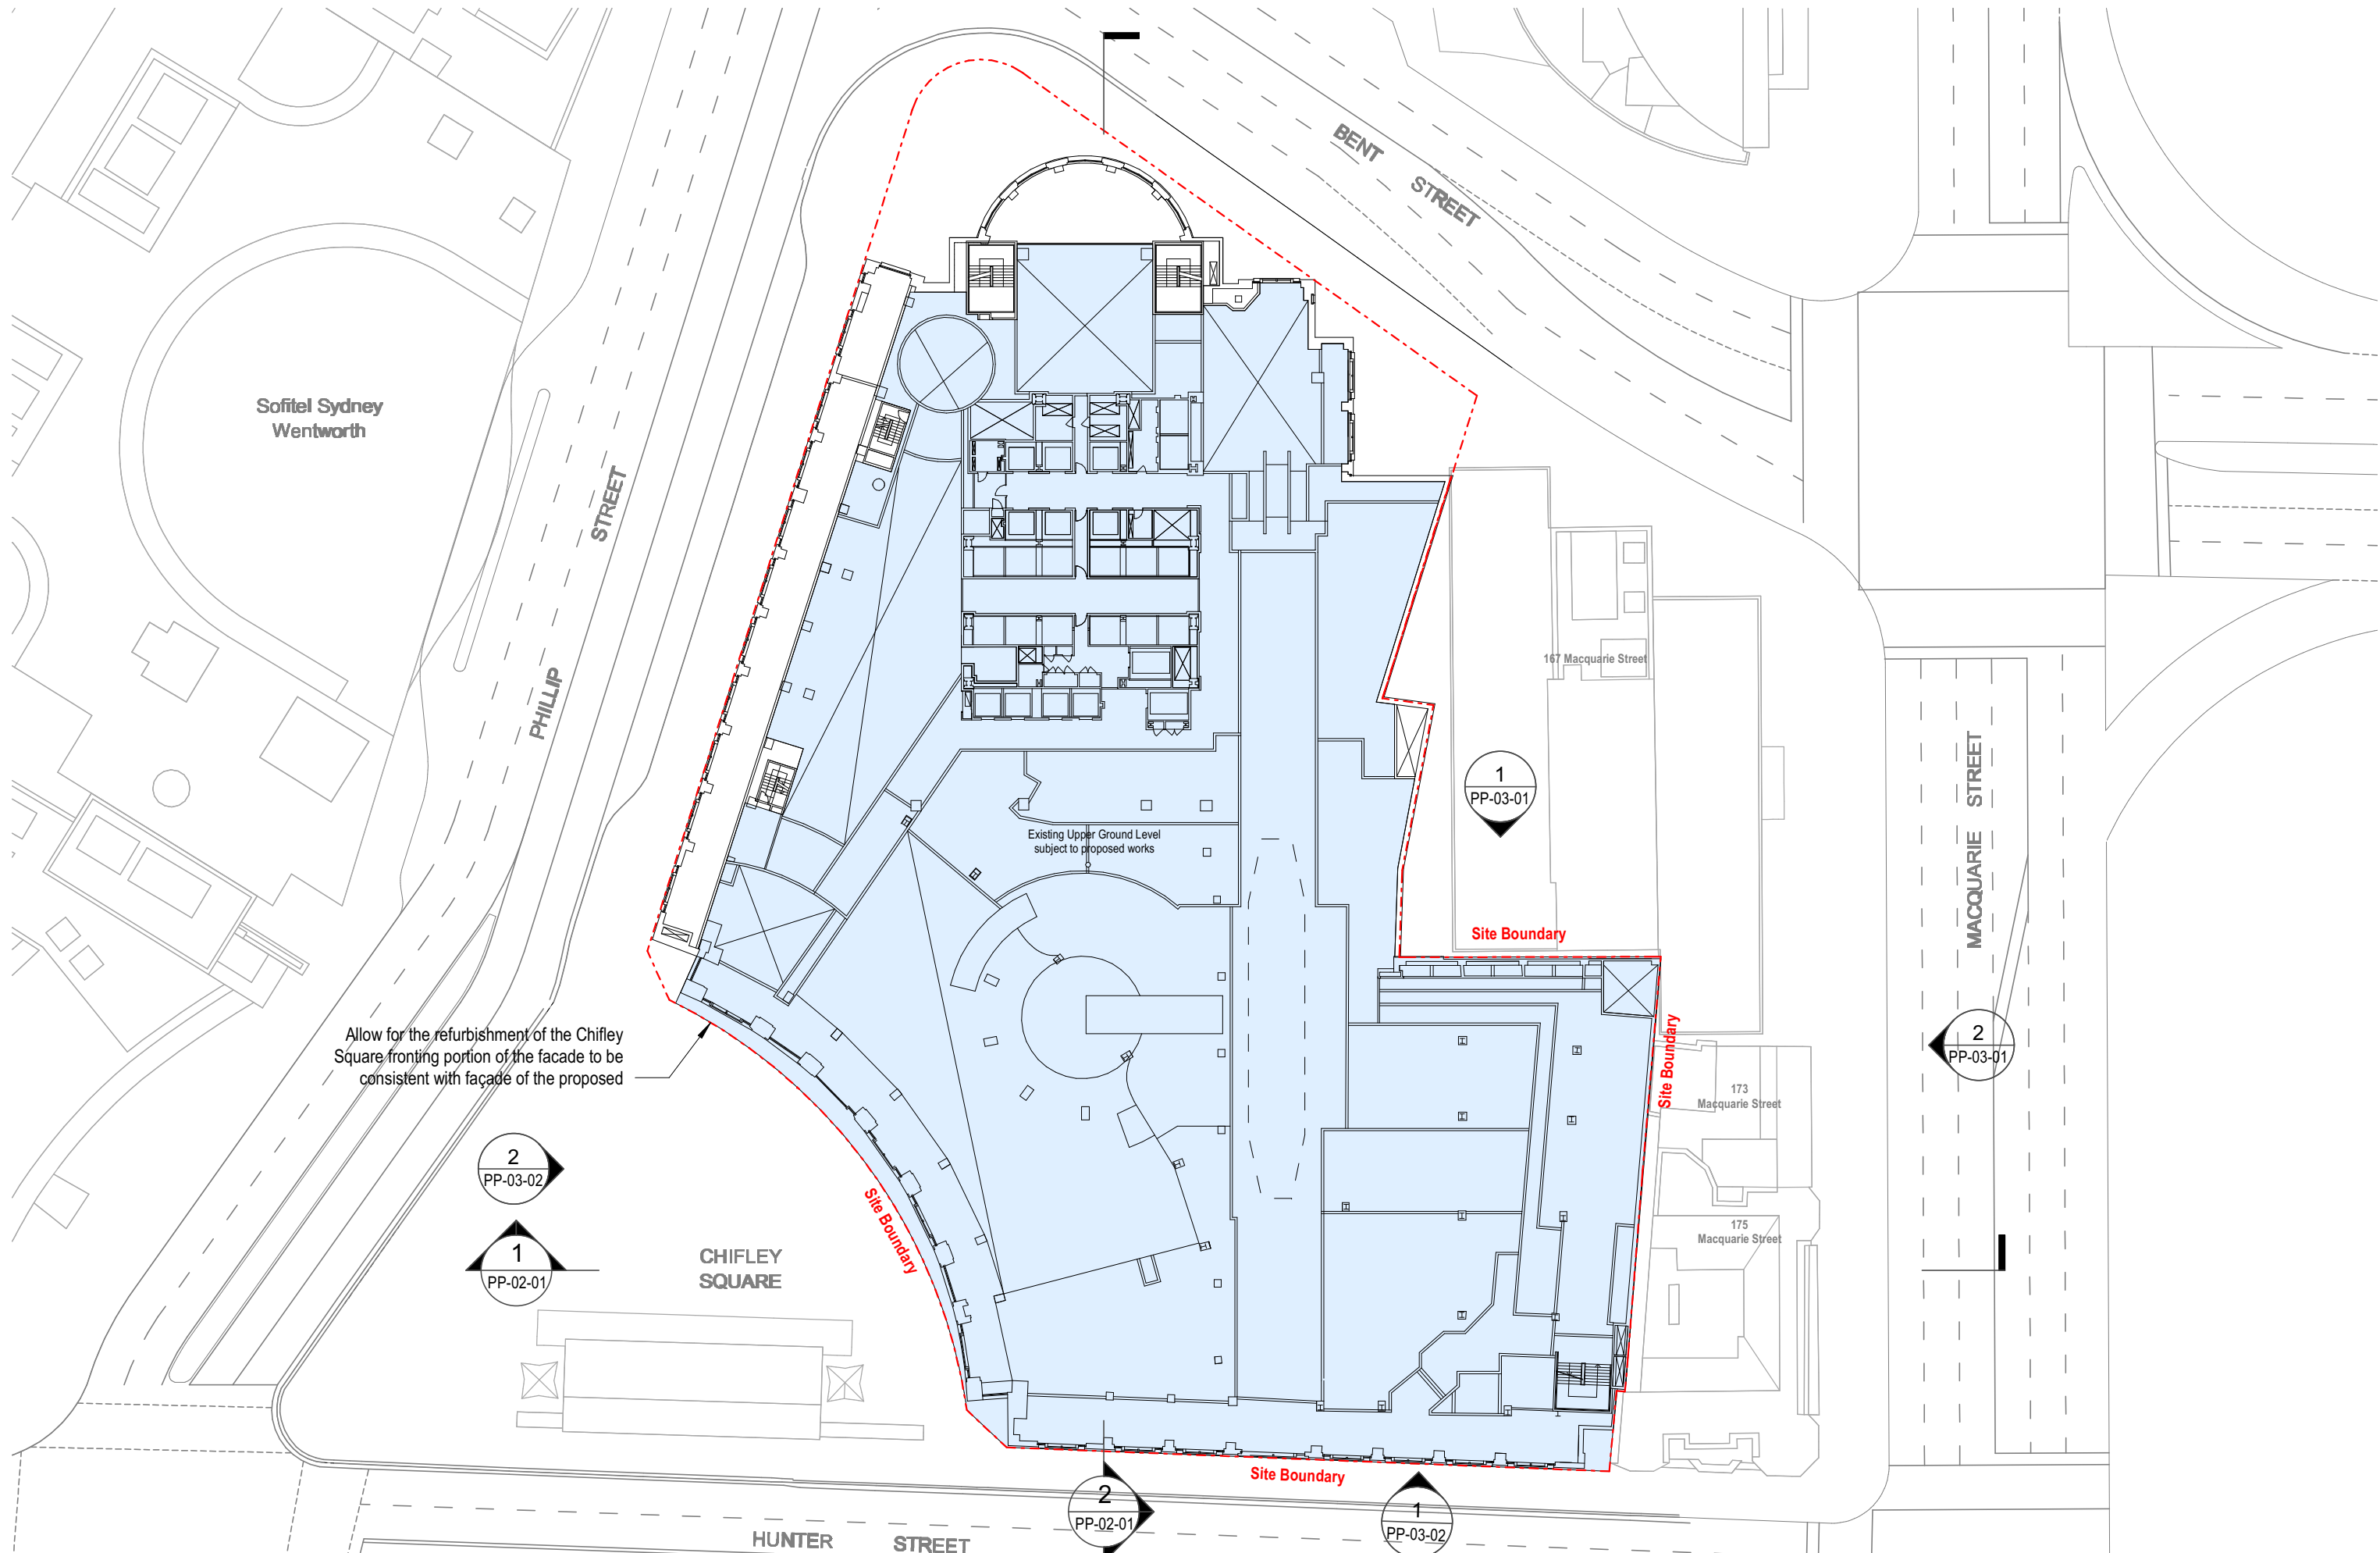 BENT
STREET
Sofitel Sydney
Wentworth
STREET
PHILLIP
167 Macquarie Street
MACQUARIE STREET
1
PP-03-01
Existing Upper Ground Level
subject to proposed works
Site Boundary
Allow for the refurbishment of the Chifley
Square fronting portion of the facade to be
consistent with façade of the proposed
Site Boundary
2
PP-03-01
173
Macquarie Street
2
PP-03-02
Site Boundary
175
Macquarie Street
1
PP-02-01
CHIFLEY
SQUARE
Site Boundary
2
PP-02-01
1
PP-03-02
HUNTER STREET